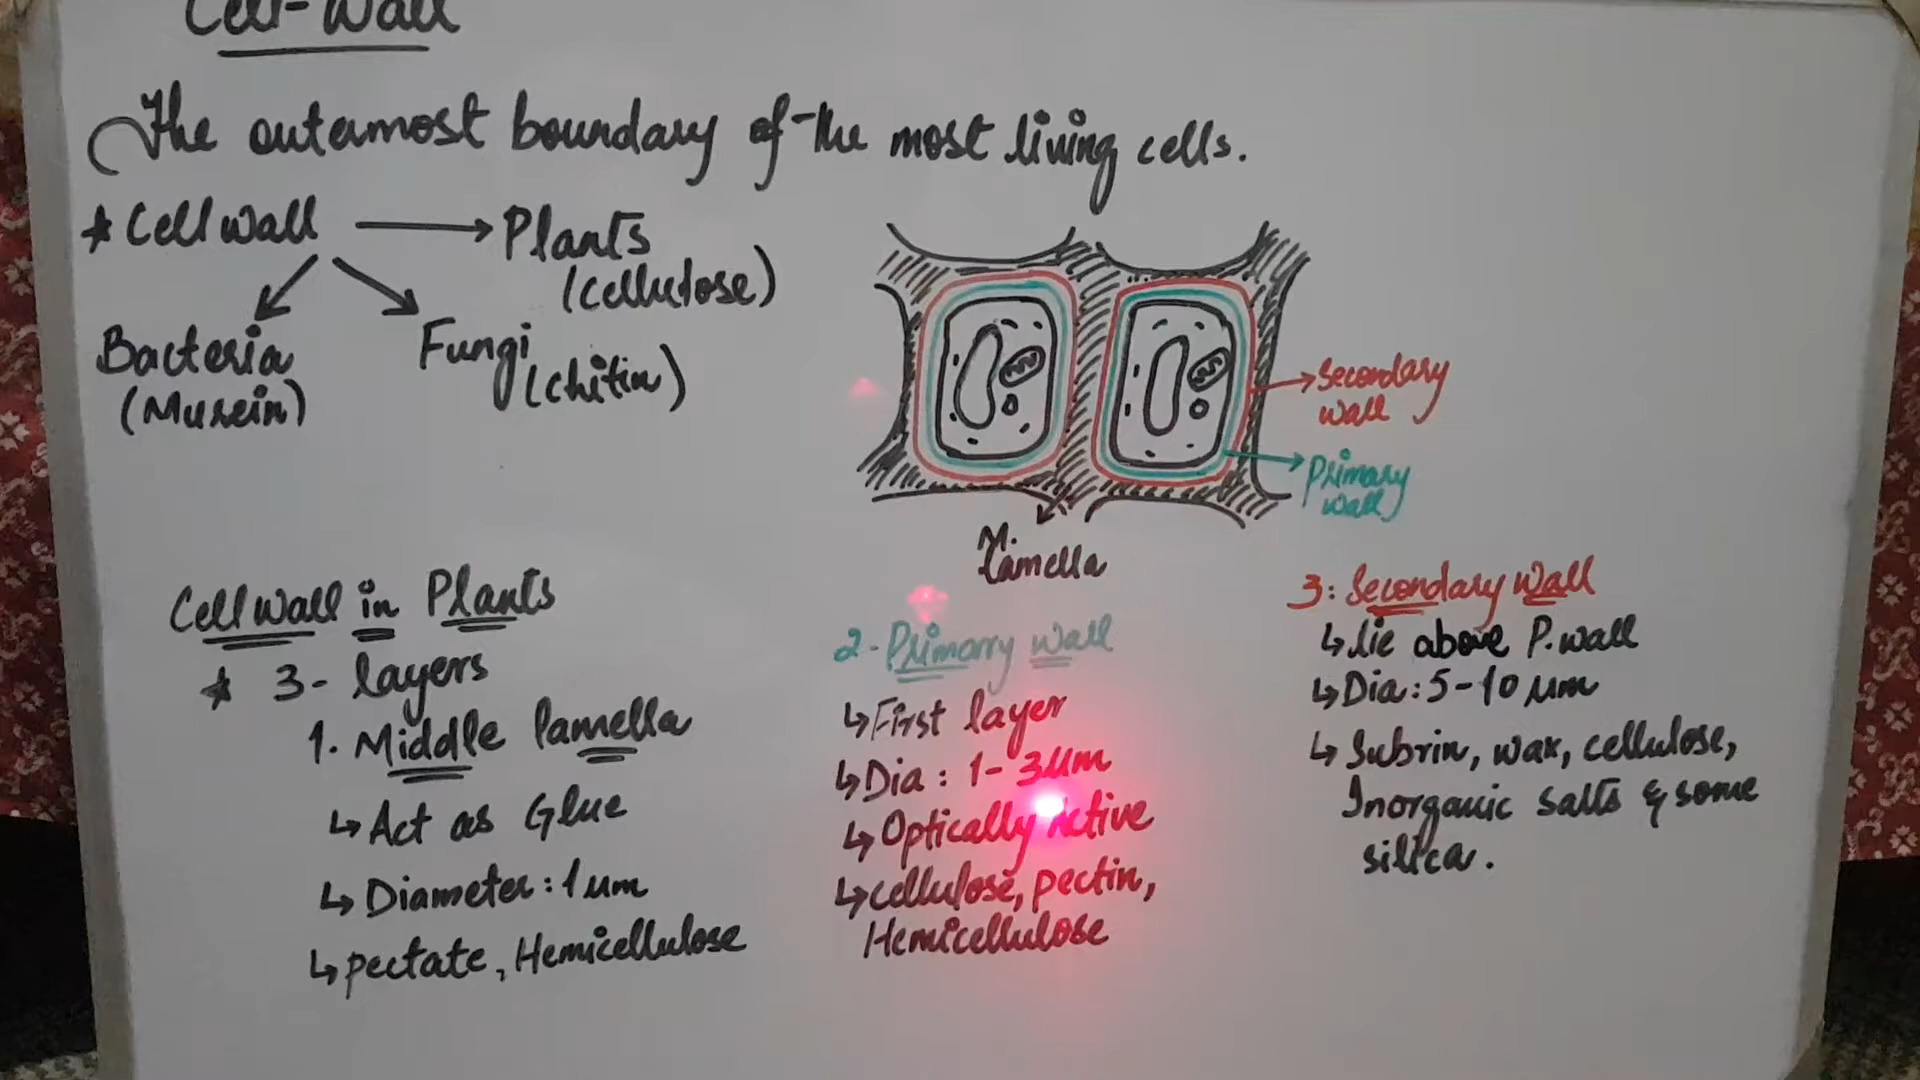 Cell-Wall
The outermost boundary of the most living cells.
* Cell wall → Plants
(Cellulose)
Bacteria
(Murein)
Fungi
(chitin)
Secondary
wall
Primary
wall
M.
lamella
Cell wall in Plants
* 3- layers
1. Middle lamella
↳ Act as Glue
↳ Diameter: 1 um
↳ pectate, Hemicellulose
2- Primary Wall
↳ First layer
↳ Dia: 1-3 um
↳ Optically Active
↳ cellulose, pectin,
Hemicellulose
3: Secondary Wall
↳ lie above P. wall
↳ Dia: 5-10 um
↳ Subrin, wax, cellulose,
Inorganic salts & some
silica.